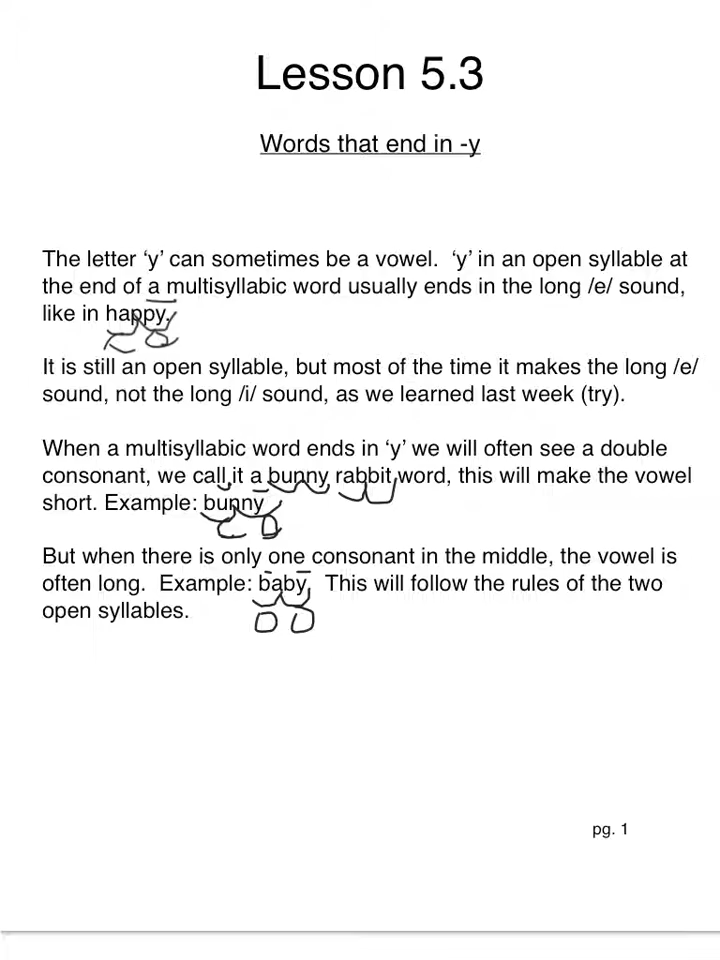 Lesson 5.3
Words that end in -y
The letter ‘y’ can sometimes be a vowel.  ‘y’ in an open syllable at
the end of a multisyllabic word usually ends in the long /e/ sound,
like in happy.
c o
It is still an open syllable, but most of the time it makes the long /e/
sound, not the long /i/ sound, as we learned last week (try).
When a multisyllabic word ends in ‘y’ we will often see a double
consonant, we call it a bunny rabbit word, this will make the vowel
short. Example: bunny
c o
But when there is only one consonant in the middle, the vowel is
often long.  Example: baby,  This will follow the rules of the two
open syllables.
o o
pg. 1